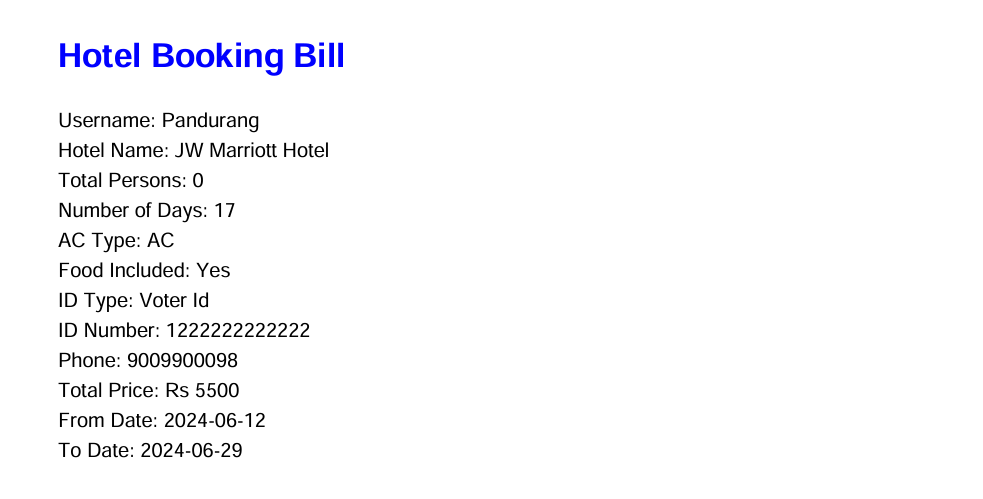 Hotel Booking Bill
Username: Pandurang
Hotel Name: JW Marriott Hotel
Total Persons: 0
Number of Days: 17
AC Type: AC
Food Included: Yes
ID Type: Voter Id
ID Number: 1222222222222
Phone: 9009900098
Total Price: Rs 5500
From Date: 2024-06-12
To Date: 2024-06-29